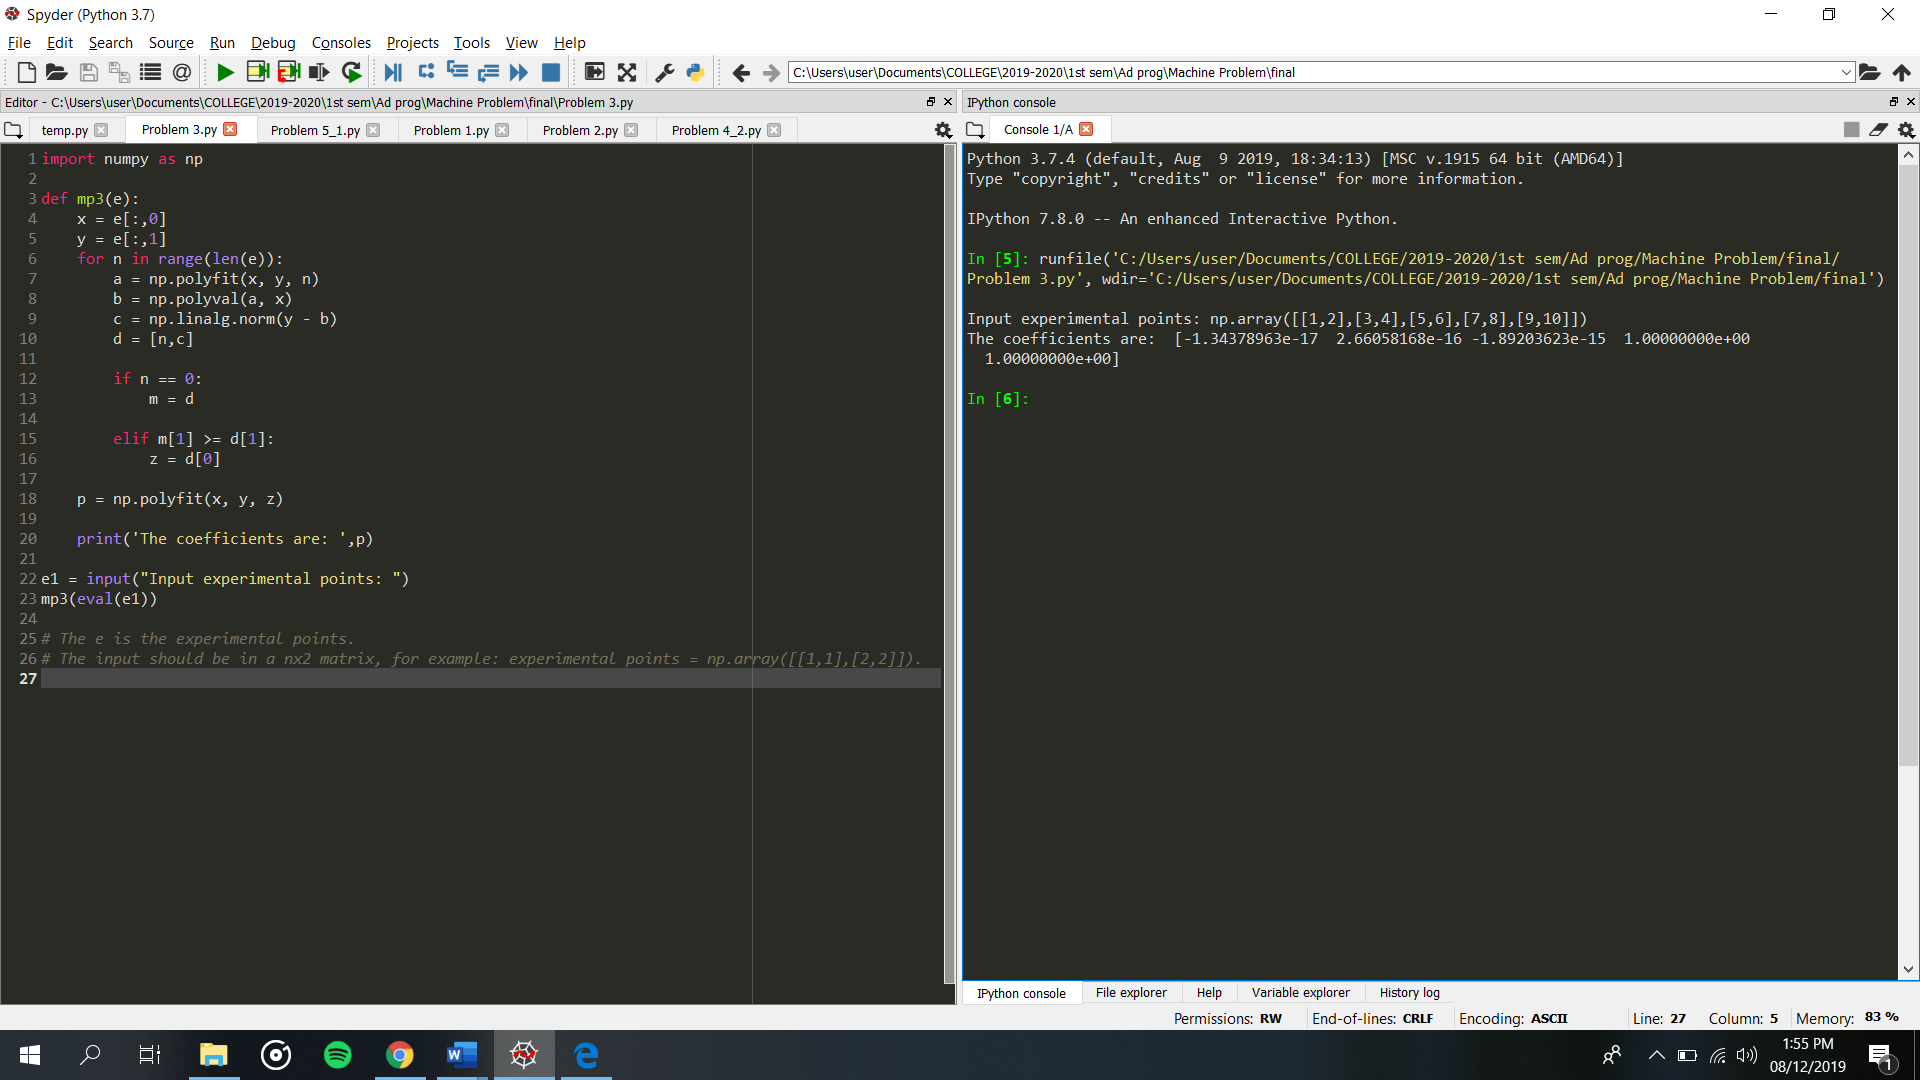 Spyder (Python 3.7)
File Edit Search Source Run Debug Consoles Projects Tools View Help
C:\Users\user\Documents\COLLEGE\2019-2020\1st sem\Ad prog\Machine Problem\final
Editor - C:\Users\user\Documents\COLLEGE\2019-2020\1st sem\Ad prog\Machine Problem\final\Problem 3.py
temp.py Problem 3.py Problem 5_1.py Problem 1.py Problem 2.py Problem 4_2.py
1 import numpy as np
2
3 def mp3(e):
4     x = e[:,0]
5     y = e[:,1]
6     for n in range(len(e)):
7         a = np.polyfit(x, y, n)
8         b = np.polyval(a, x)
9         c = np.linalg.norm(y - b)
10         d = [n,c]
11
12         if n == 0:
13             m = d
14
15         elif m[1] >= d[1]:
16             z = d[0]
17
18     p = np.polyfit(x, y, z)
19
20     print('The coefficients are: ',p)
21
22 e1 = input("Input experimental points: ")
23 mp3(eval(e1))
24
25 # The e is the experimental points.
26 # The input should be in a nx2 matrix, for example: experimental points = np.array([[1,1],[2,2]]).
27
IPython console
Console 1/A
Python 3.7.4 (default, Aug  9 2019, 18:34:13) [MSC v.1915 64 bit (AMD64)]
Type "copyright", "credits" or "license" for more information.
IPython 7.8.0 -- An enhanced Interactive Python.
In [5]: runfile('C:/Users/user/Documents/COLLEGE/2019-2020/1st sem/Ad prog/Machine Problem/final/
Problem 3.py', wdir='C:/Users/user/Documents/COLLEGE/2019-2020/1st sem/Ad prog/Machine Problem/final')
Input experimental points: np.array([[1,2],[3,4],[5,6],[7,8],[9,10]])
The coefficients are:  [-1.34378963e-17  2.66058168e-16 -1.89203623e-15  1.00000000e+00
  1.00000000e+00]
In [6]:
IPython console File explorer Help Variable explorer History log
Permissions: RW End-of-lines: CRLF Encoding: ASCII Line: 27 Column: 5 Memory: 83 %
1:55 PM
08/12/2019
1